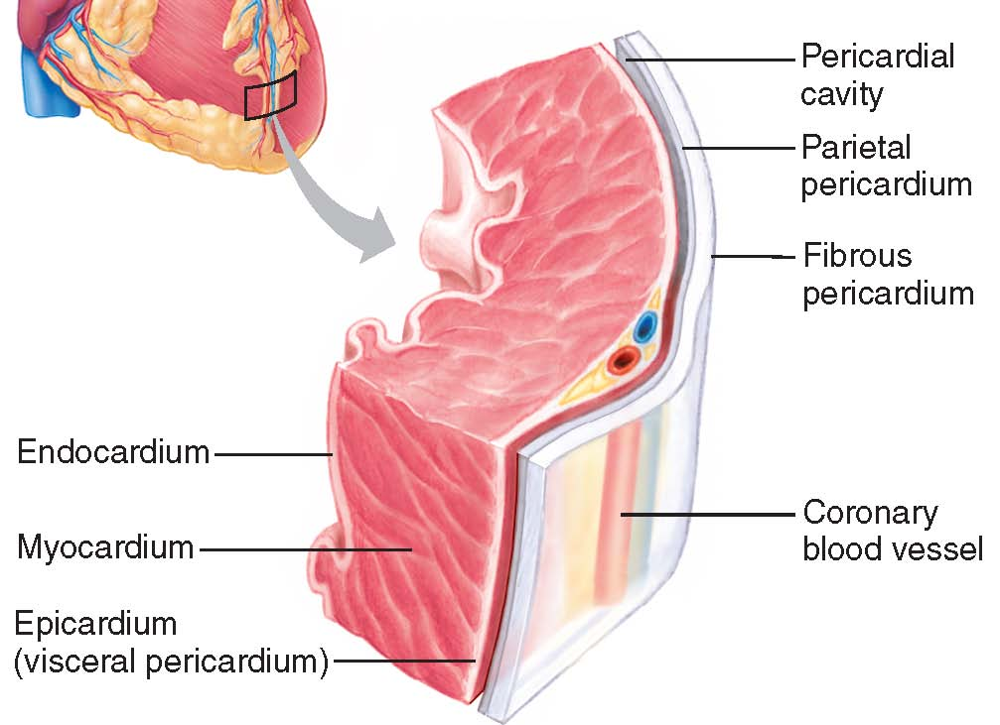 Pericardial
cavity
Parietal
pericardium
Fibrous
pericardium
Endocardium
Coronary
blood vessel
Myocardium
Epicardium
(visceral pericardium)